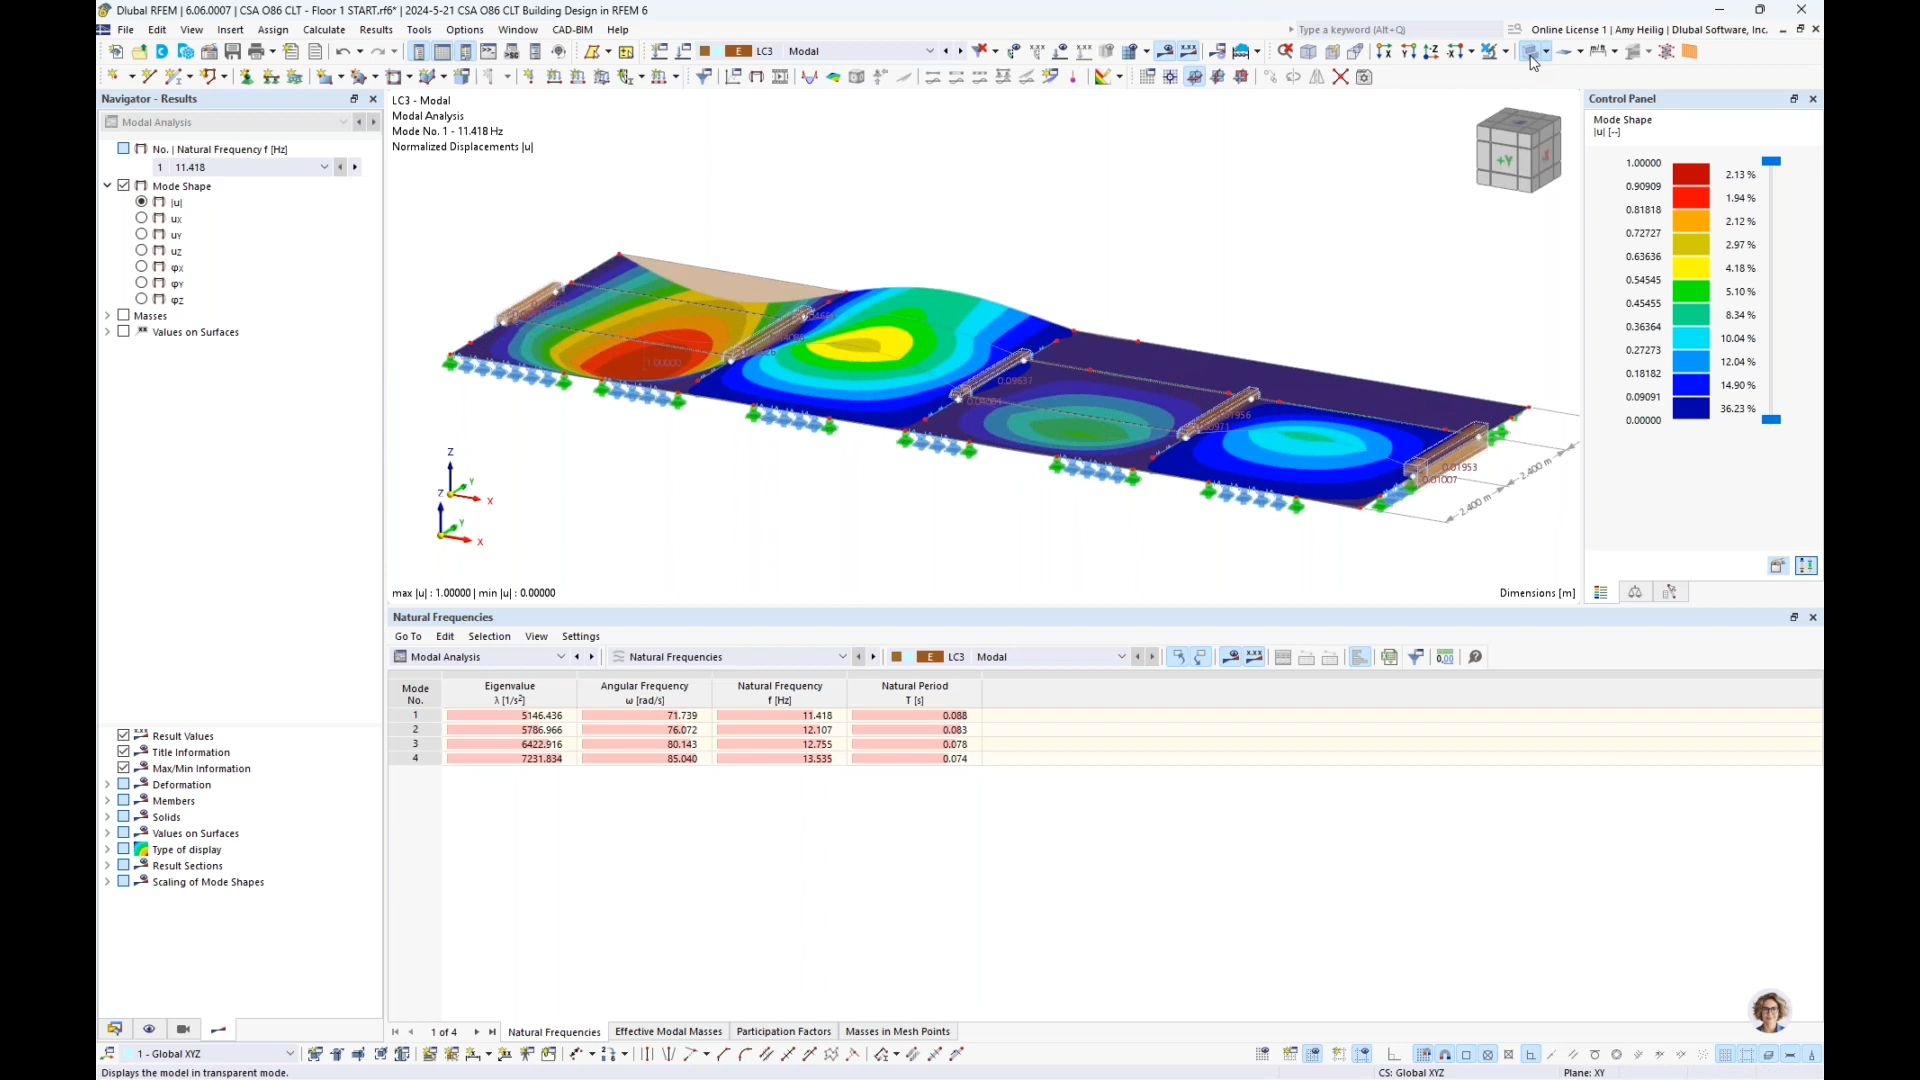 Dlubal RFEM | 6.06.0007 | CSA O86 CLT - Floor 1 START.rf6* | 2024-5-21 CSA O86 CLT Building Design in RFEM 6
File Edit View Insert Assign Calculate Results Tools Options Window CAD-BIM Help
Type a keyword (Alt+Q)
Online License 1 | Amy Heilig | Dlubal Software, Inc.
E LC3 Modal
Navigator - Results
Modal Analysis
No. | Natural Frequency f [Hz]
1 11.418
Mode Shape
|u|
uX
uY
uZ
φX
φY
φZ
Masses
Values on Surfaces
Result Values
Title Information
Max/Min Information
Deformation
Members
Solids
Values on Surfaces
Type of display
Result Sections
Scaling of Mode Shapes
LC3 - Modal
Modal Analysis
Mode No. 1 - 11.418 Hz
Normalized Displacements |u|
+Y
-X
1.00000
0.09637
0.01953
0.01007
2.400 m
2.400 m
Z
Y
X
Z
Y
X
max |u| : 1.00000 | min |u| : 0.00000
Dimensions [m]
Control Panel
Mode Shape
|u| [--]
1.00000
2.13 %
0.90909
1.94 %
0.81818
2.12 %
0.72727
2.97 %
0.63636
4.18 %
0.54545
5.10 %
0.45455
8.34 %
0.36364
10.04 %
0.27273
12.04 %
0.18182
14.90 %
0.09091
36.23 %
0.00000
Natural Frequencies
Go To Edit Selection View Settings
Modal Analysis Natural Frequencies E LC3 Modal
Mode No. Eigenvalue λ [1/s²] Angular Frequency ω [rad/s] Natural Frequency f [Hz] Natural Period T [s]
1 5146.436 71.739 11.418 0.088
2 5786.966 76.072 12.107 0.083
3 6422.916 80.143 12.755 0.078
4 7231.834 85.040 13.535 0.074
1 of 4 Natural Frequencies Effective Modal Masses Participation Factors Masses in Mesh Points
1 - Global XYZ
Displays the model in transparent mode.
CS: Global XYZ
Plane: XY